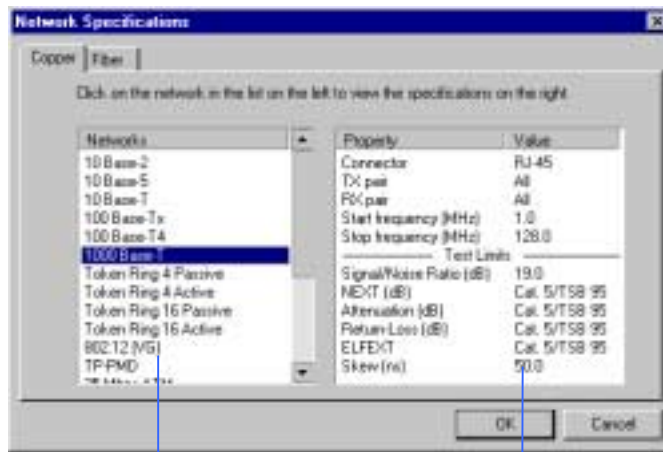 Network Specifications
Copper
Fiber
Click on the network in the list on the left to view the specifications on the right
Networks
10 Base-2
10 Base-5
10 Base-T
100 Base-Tx
100 Base-T4
1000 Base-T
Token Ring 4 Passive
Token Ring 4 Active
Token Ring 16 Passive
Token Ring 16 Active
802.12 (VG)
TP-PMD
Property Value
Connector RJ-45
TX pair All
RX pair All
Start frequency (MHz) 1.0
Stop frequency (MHz) 128.0
Test Limits
Signal/Noise Ratio (dB) 19.0
NEXT (dB) Cat. 5/TSB 95
Attenuation (dB) Cat. 5/TSB 95
Return-Loss (dB) Cat. 5/TSB 95
ELFEXT Cat. 5/TSB 95
Skew (ns) 50.0
OK Cancel